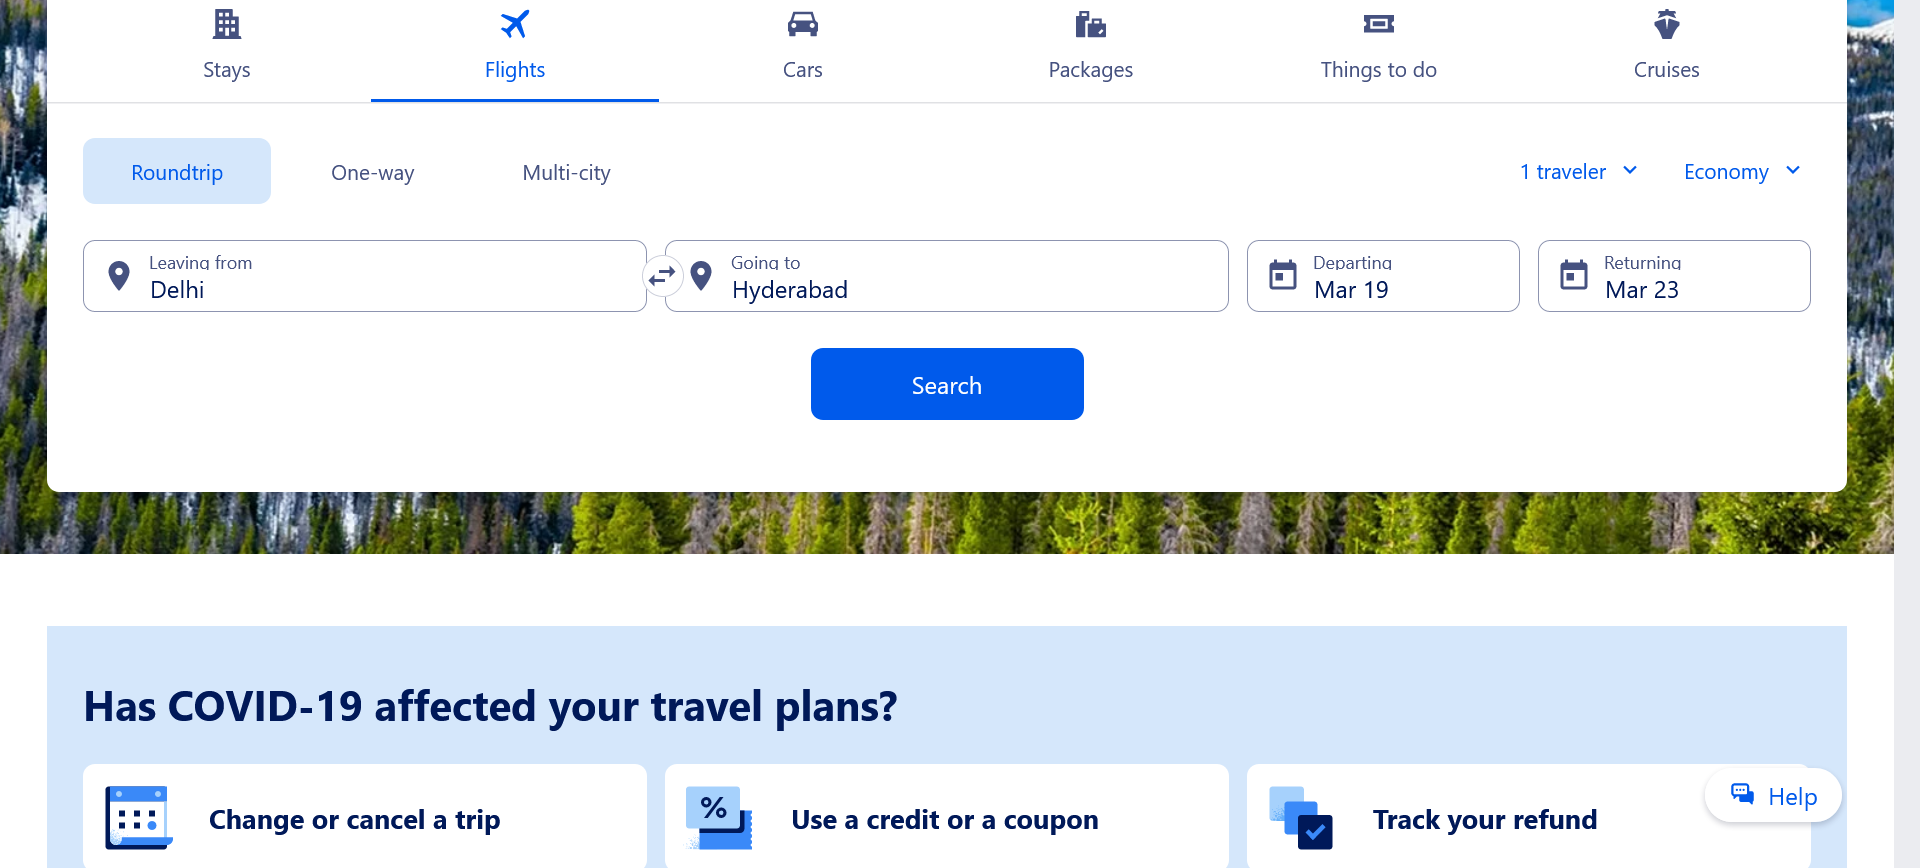 Stays
Flights
Cars
Packages
Things to do
Cruises
Roundtrip
One-way
Multi-city
1 traveler
Economy
Leaving from
Delhi
Going to
Hyderabad
Departing
Mar 19
Returning
Mar 23
Search
Has COVID-19 affected your travel plans?
Change or cancel a trip
%
Use a credit or a coupon
Track your refund
Help